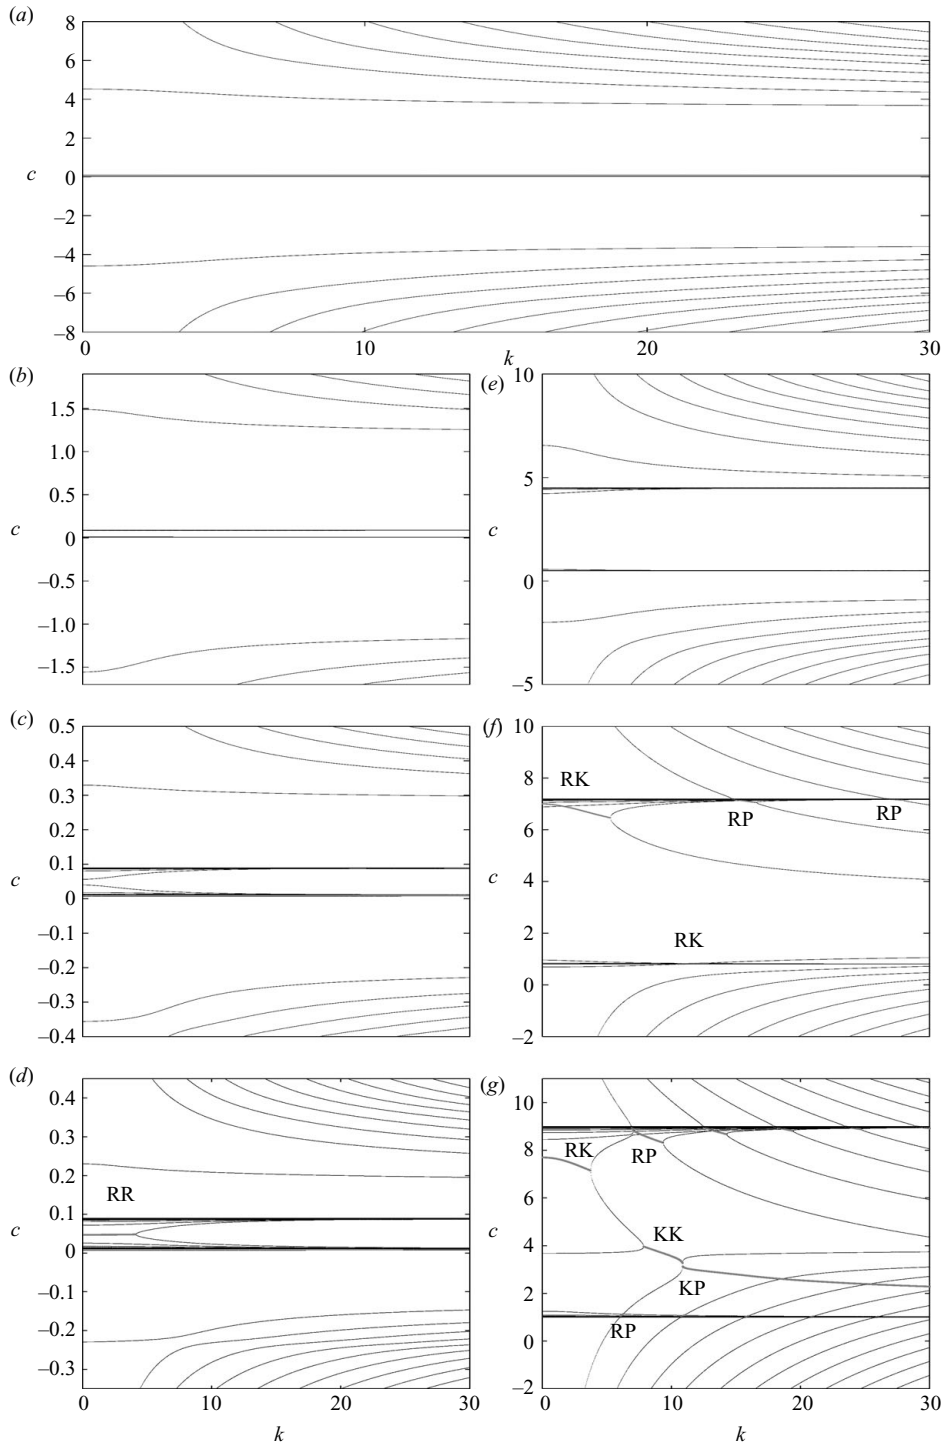 (a)
8
6
4
2
c
0
–2
–4
–6
–8
0
10
k
20
30
(b)
1.5
1.0
0.5
c
0
–0.5
–1.0
–1.5
(e)
10
5
c
0
–5
(c)
0.5
0.4
0.3
0.2
0.1
c
0
–0.1
–0.2
–0.3
–0.4
(f)
10
8
RK
RP
RP
6
c
4
2
RK
0
–2
(d)
0.4
0.3
0.2
RR
0.1
c
0
–0.1
–0.2
–0.3
0
10
20
30
k
(g)
10
8
RK
RP
6
c
4
KK
KP
2
RP
0
–2
0
10
20
30
k